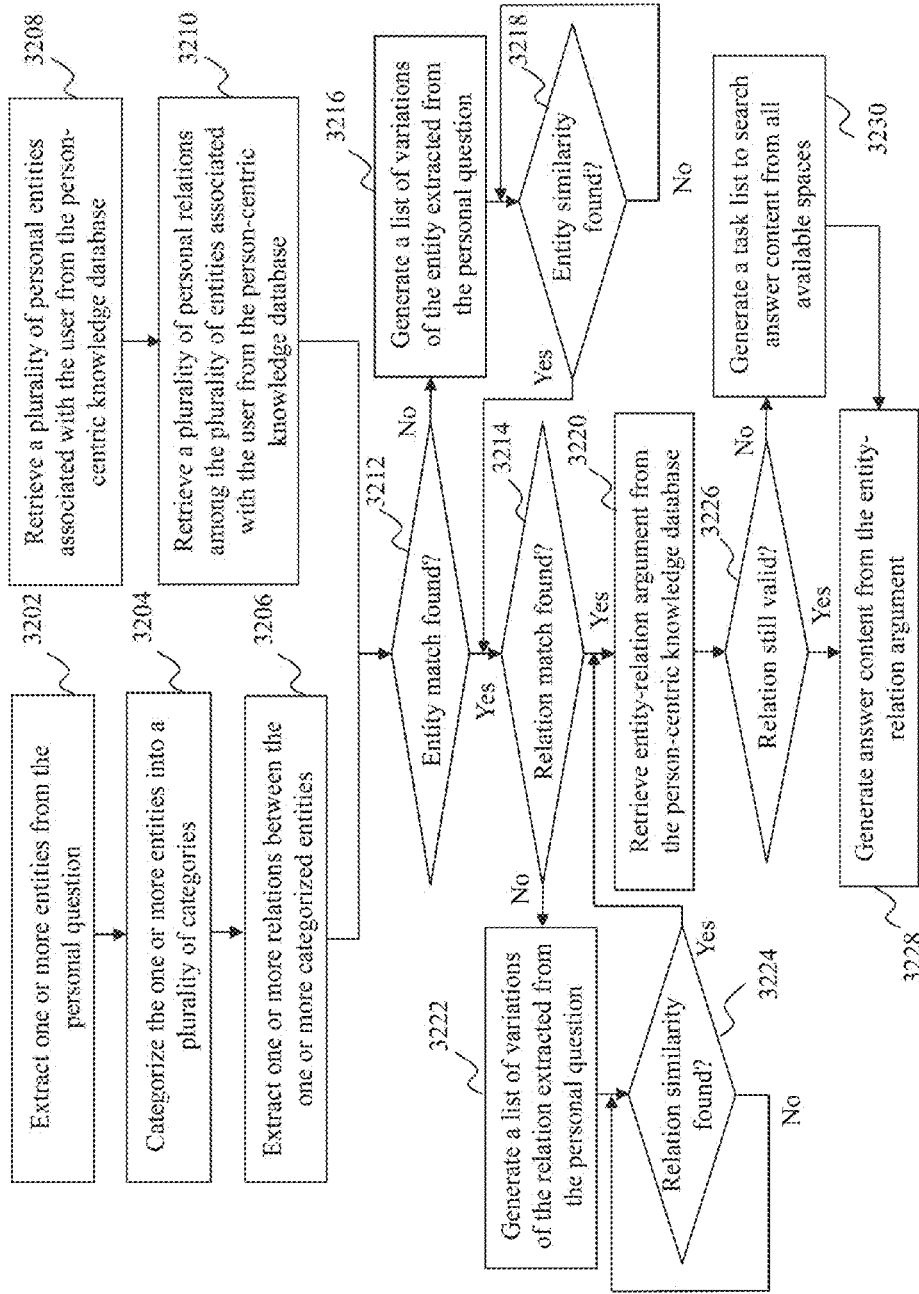 3202
Extract one or more entities from the
personal question
3204
Categorize the one or more entities into a
plurality of categories
3206
Extract one or more relations between the
one or more categorized entities
3208
Retrieve a plurality of personal entities
associated with the user from the person-
centric knowledge database
3210
Retrieve a plurality of personal relations
among the plurality of entities associated
with the user from the person-centric
knowledge database
3212
Entity match found?
No
Yes
3216
Generate a list of variations
of the entity extracted from
the personal question
3218
Entity similarity
found?
Yes
No
3214
Relation match found?
No
Yes
3222
Generate a list of variations
of the relation extracted from
the personal question
3224
Relation similarity
found?
Yes
No
3220
Retrieve entity-relation argument from
the person-centric knowledge database
3226
Relation still valid?
No
Yes
3230
Generate a task list to search
answer content from all
available spaces
3228
Generate answer content from the entity-
relation argument